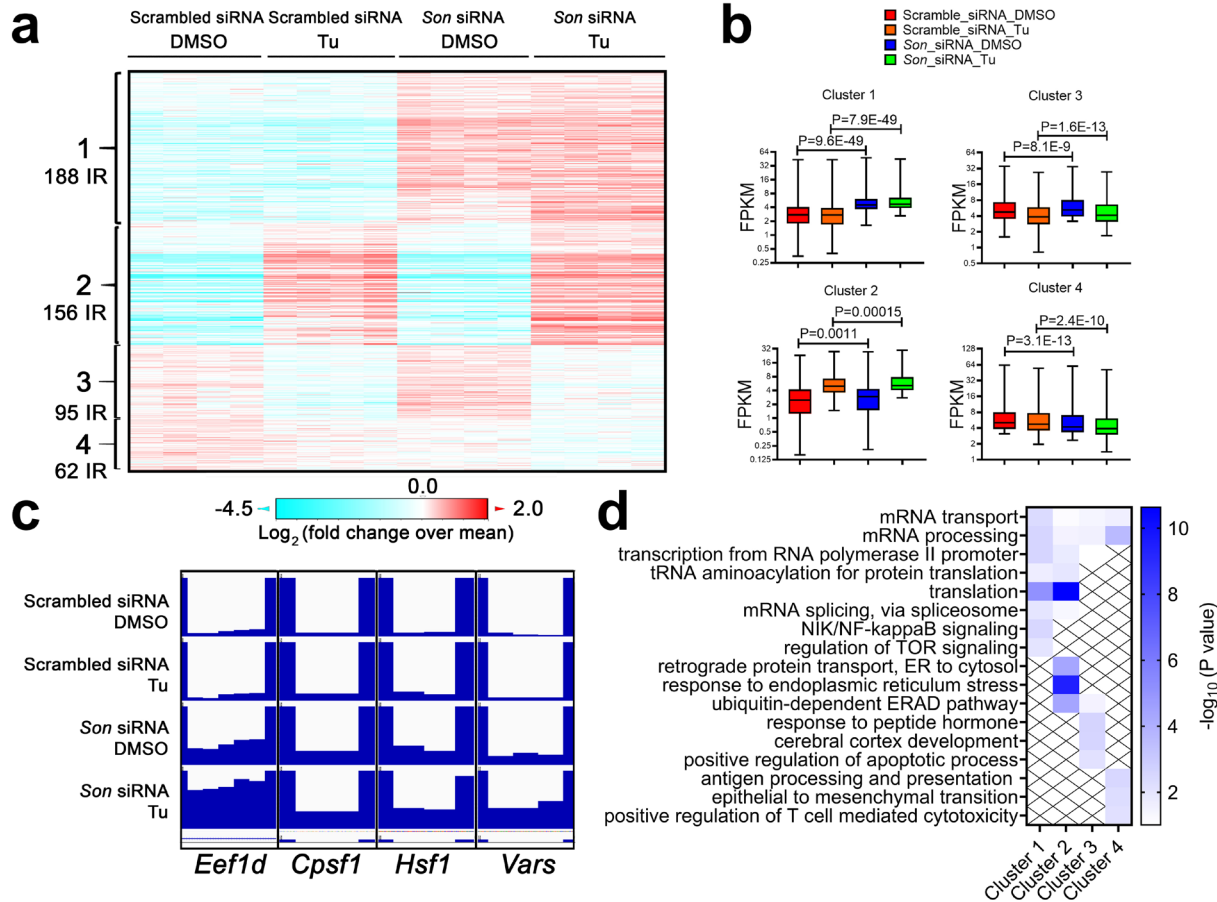 a
Scrambled siRNA Scrambled siRNA Son siRNA Son siRNA
DMSO Tu DMSO Tu
1
188 IR
2
156 IR
3
95 IR
4
62 IR
0.0
-4.5 2.0
Log2 (fold change over mean)
b
Scramble_siRNA_DMSO
Scramble_siRNA_Tu
Son_siRNA_DMSO
Son_siRNA_Tu
Cluster 1
P=7.9E-49
P=9.6E-49
FPKM
64
32
16
8
4
2
1
0.5
0.25
Cluster 3
P=1.6E-13
P=8.1E-9
FPKM
64
32
16
8
4
2
1
0.5
Cluster 2
P=0.00015
P=0.0011
FPKM
32
16
8
4
2
1
0.5
0.25
0.125
Cluster 4
P=2.4E-10
P=3.1E-13
FPKM
128
64
32
16
8
4
2
1
c
Scrambled siRNA
DMSO
Scrambled siRNA
Tu
Son siRNA
DMSO
Son siRNA
Tu
Eef1d Cpsf1 Hsf1 Vars
d
mRNA transport
mRNA processing
transcription from RNA polymerase II promoter
tRNA aminoacylation for protein translation
translation
mRNA splicing, via spliceosome
NIK/NF-kappaB signaling
regulation of TOR signaling
retrograde protein transport, ER to cytosol
response to endoplasmic reticulum stress
ubiquitin-dependent ERAD pathway
response to peptide hormone
cerebral cortex development
positive regulation of apoptotic process
antigen processing and presentation
epithelial to mesenchymal transition
positive regulation of T cell mediated cytotoxicity
Cluster 1
Cluster 2
Cluster 3
Cluster 4
10
8
6
4
2
-log10 (P value)